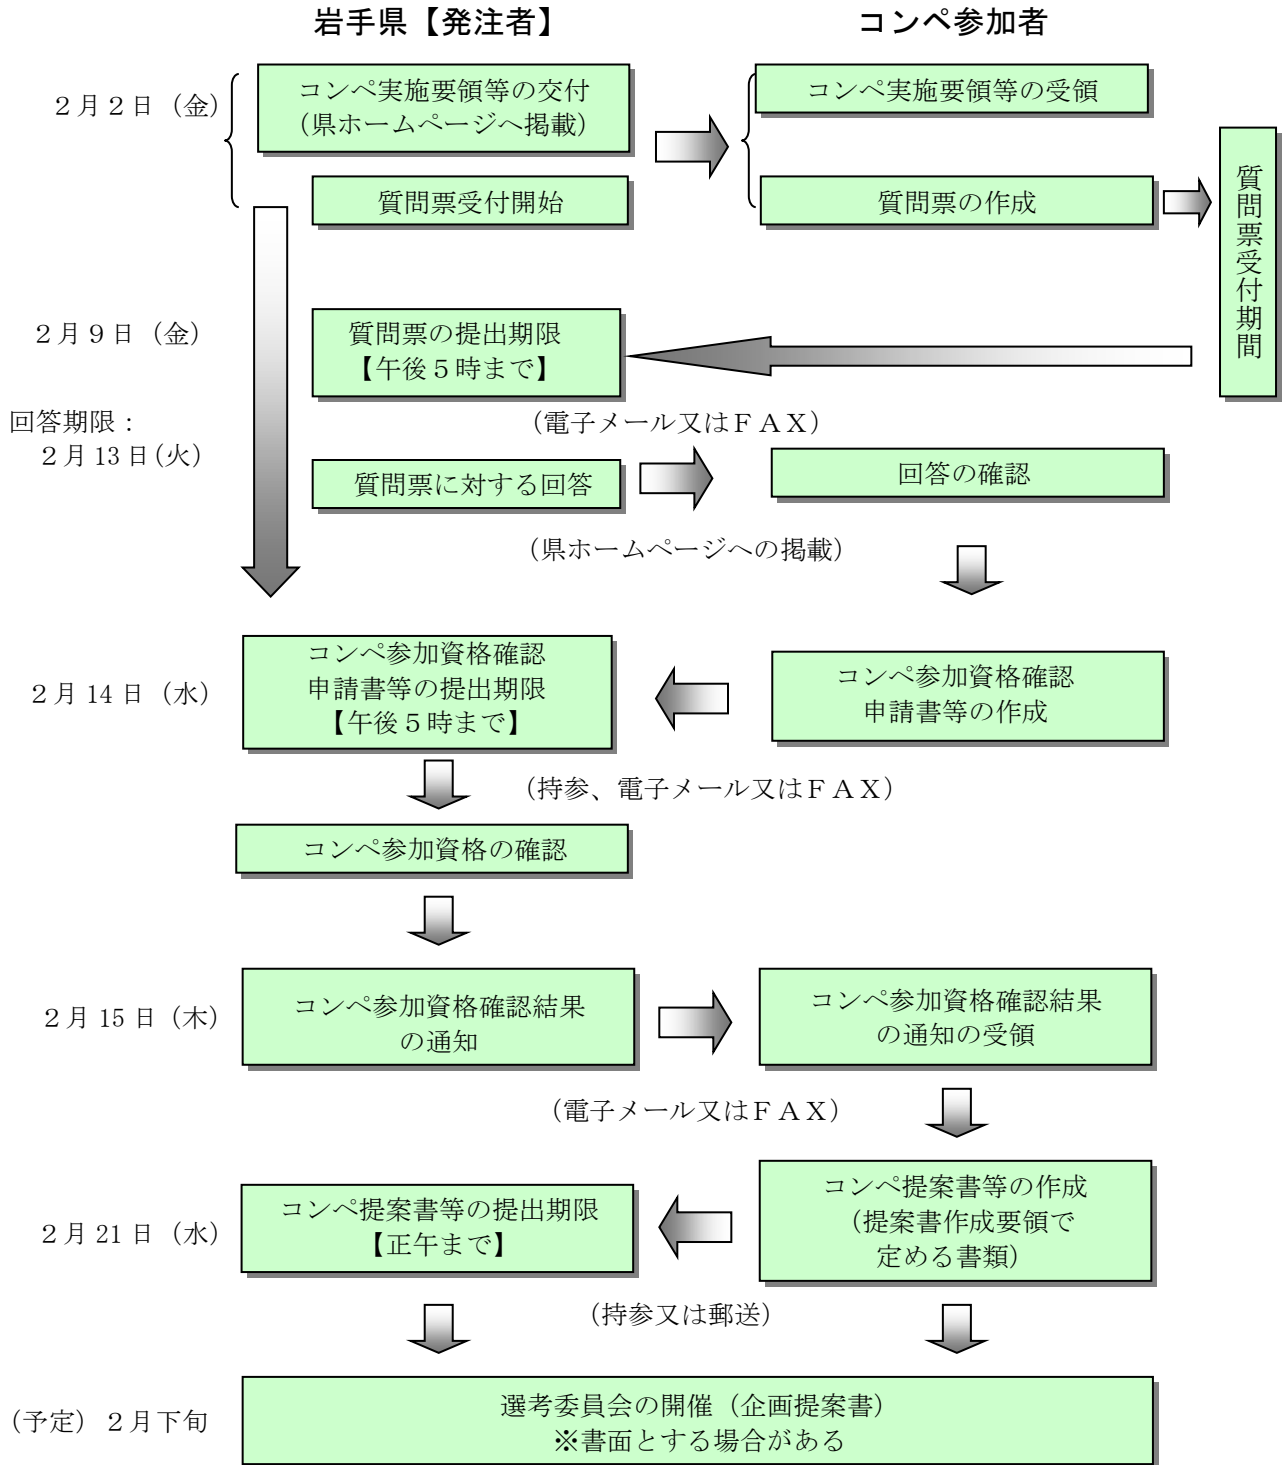 岩手県【発注者】
コンペ参加者
２月２日（金）
コンペ実施要領等の交付
（県ホームページへ掲載）
コンペ実施要領等の受領
質問票受付開始
質問票の作成
質問票受付期間
２月９日（金）
質問票の提出期限
【午後５時まで】
（電子メール又はＦＡＸ）
回答期限：
２月13日(火）
質問票に対する回答
回答の確認
（県ホームページへの掲載）
２月14日（水）
コンペ参加資格確認
申請書等の提出期限
【午後５時まで】
コンペ参加資格確認
申請書等の作成
（持参、電子メール又はＦＡＸ）
コンペ参加資格の確認
２月15日（木）
コンペ参加資格確認結果
の通知
コンペ参加資格確認結果
の通知の受領
（電子メール又はＦＡＸ）
２月21日（水）
コンペ提案書等の提出期限
【正午まで】
コンペ提案書等の作成
（提案書作成要領で
定める書類）
（持参又は郵送）
（予定）２月下旬
選考委員会の開催（企画提案書）
※書面とする場合がある